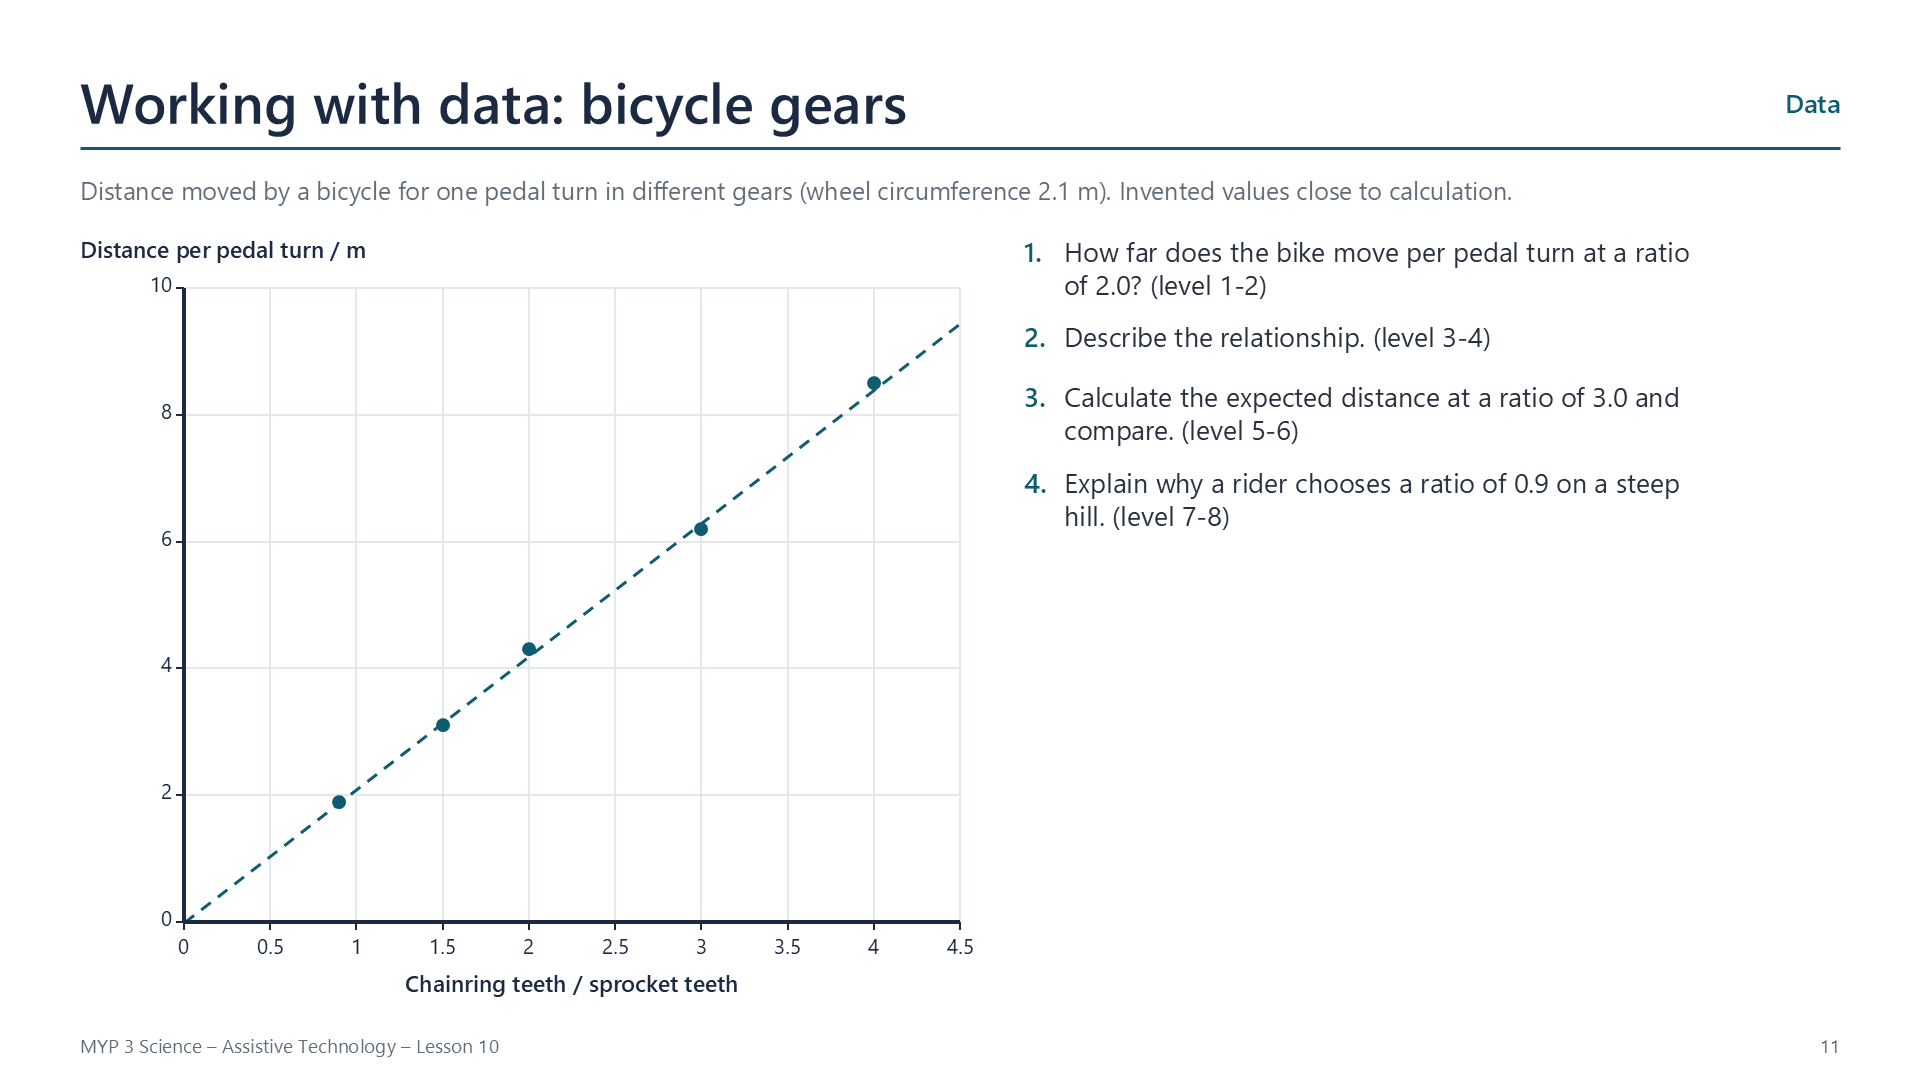 Working with data: bicycle gears
Data
Distance moved by a bicycle for one pedal turn in different gears (wheel circumference 2.1 m). Invented values close to calculation.
Distance per pedal turn / m
10
8
6
4
2
0
0 0.5 1 1.5 2 2.5 3 3.5 4 4.5
Chainring teeth / sprocket teeth
1. How far does the bike move per pedal turn at a ratio
of 2.0? (level 1-2)
2. Describe the relationship. (level 3-4)
3. Calculate the expected distance at a ratio of 3.0 and
compare. (level 5-6)
4. Explain why a rider chooses a ratio of 0.9 on a steep
hill. (level 7-8)
MYP 3 Science – Assistive Technology – Lesson 10
11